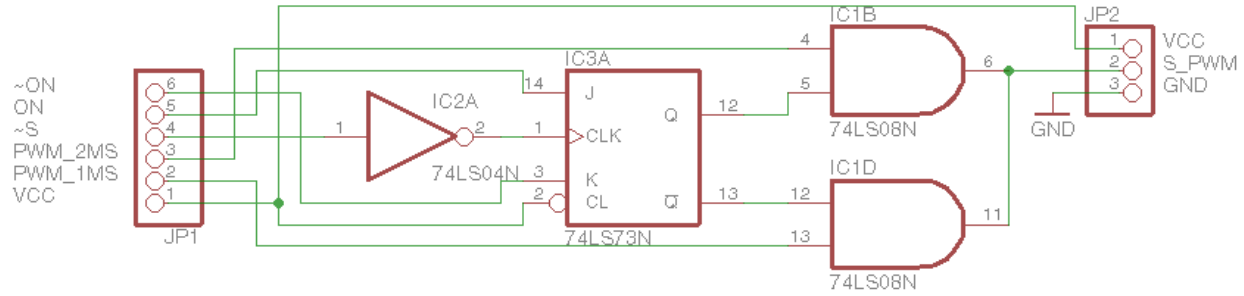 IC1B
JP2
4
6
1
VCC
2
S_PWM
3
GND
5
74LS08N
GND
IC3A
14
J
Q
12
1
CLK
3
K
2
CL
Q
13
74LS73N
IC2A
1
2
74LS04N
~ON
6
ON
5
~S
4
PWM_2MS
3
PWM_1MS
2
VCC
1
JP1
IC1D
12
11
13
74LS08N